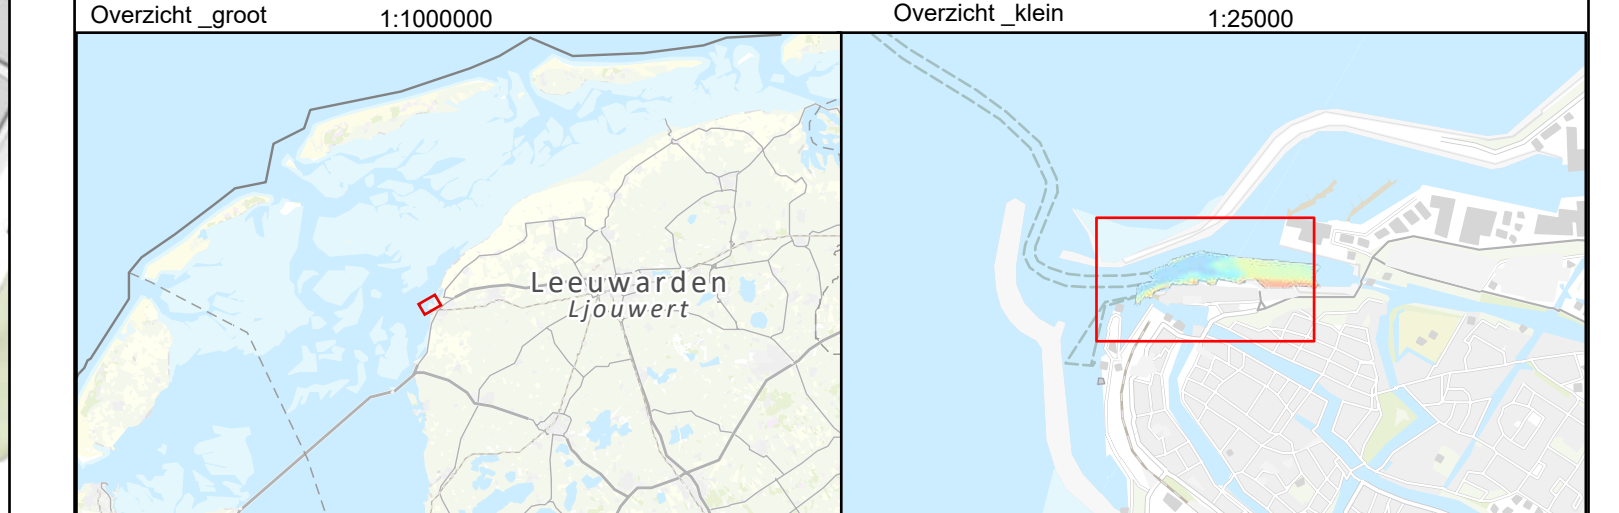 Overzicht _groot 1:1000000
Overzicht _klein 1:25000
Leeuwarden
Ljouwert